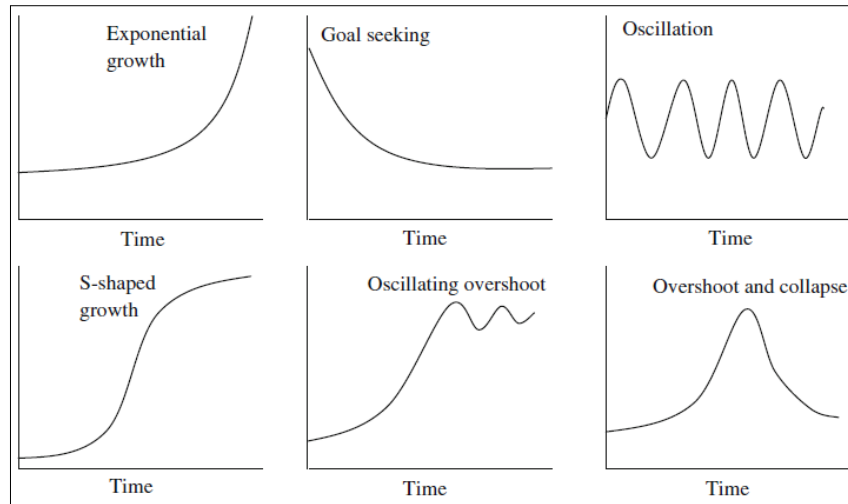 Exponential
growth
Goal seeking
Oscillation
Time
Time
Time
S-shaped
growth
Oscillating overshoot
Overshoot and collapse
Time
Time
Time